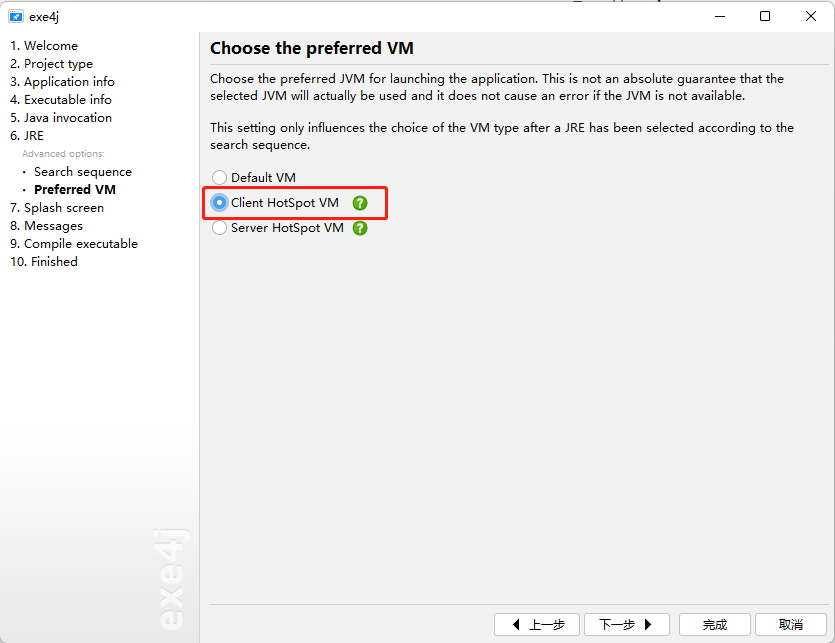 exe4j
1. Welcome
2. Project type
3. Application info
4. Executable info
5. Java invocation
6. JRE
Advanced options:
· Search sequence
· Preferred VM
7. Splash screen
8. Messages
9. Compile executable
10. Finished
exe4j
Choose the preferred VM
Choose the preferred JVM for launching the application. This is not an absolute guarantee that the
selected JVM will actually be used and it does not cause an error if the JVM is not available.
This setting only influences the choice of the VM type after a JRE has been selected according to the
search sequence.
Default VM
Client HotSpot VM ?
Server HotSpot VM ?
上一步 下一步 完成 取消